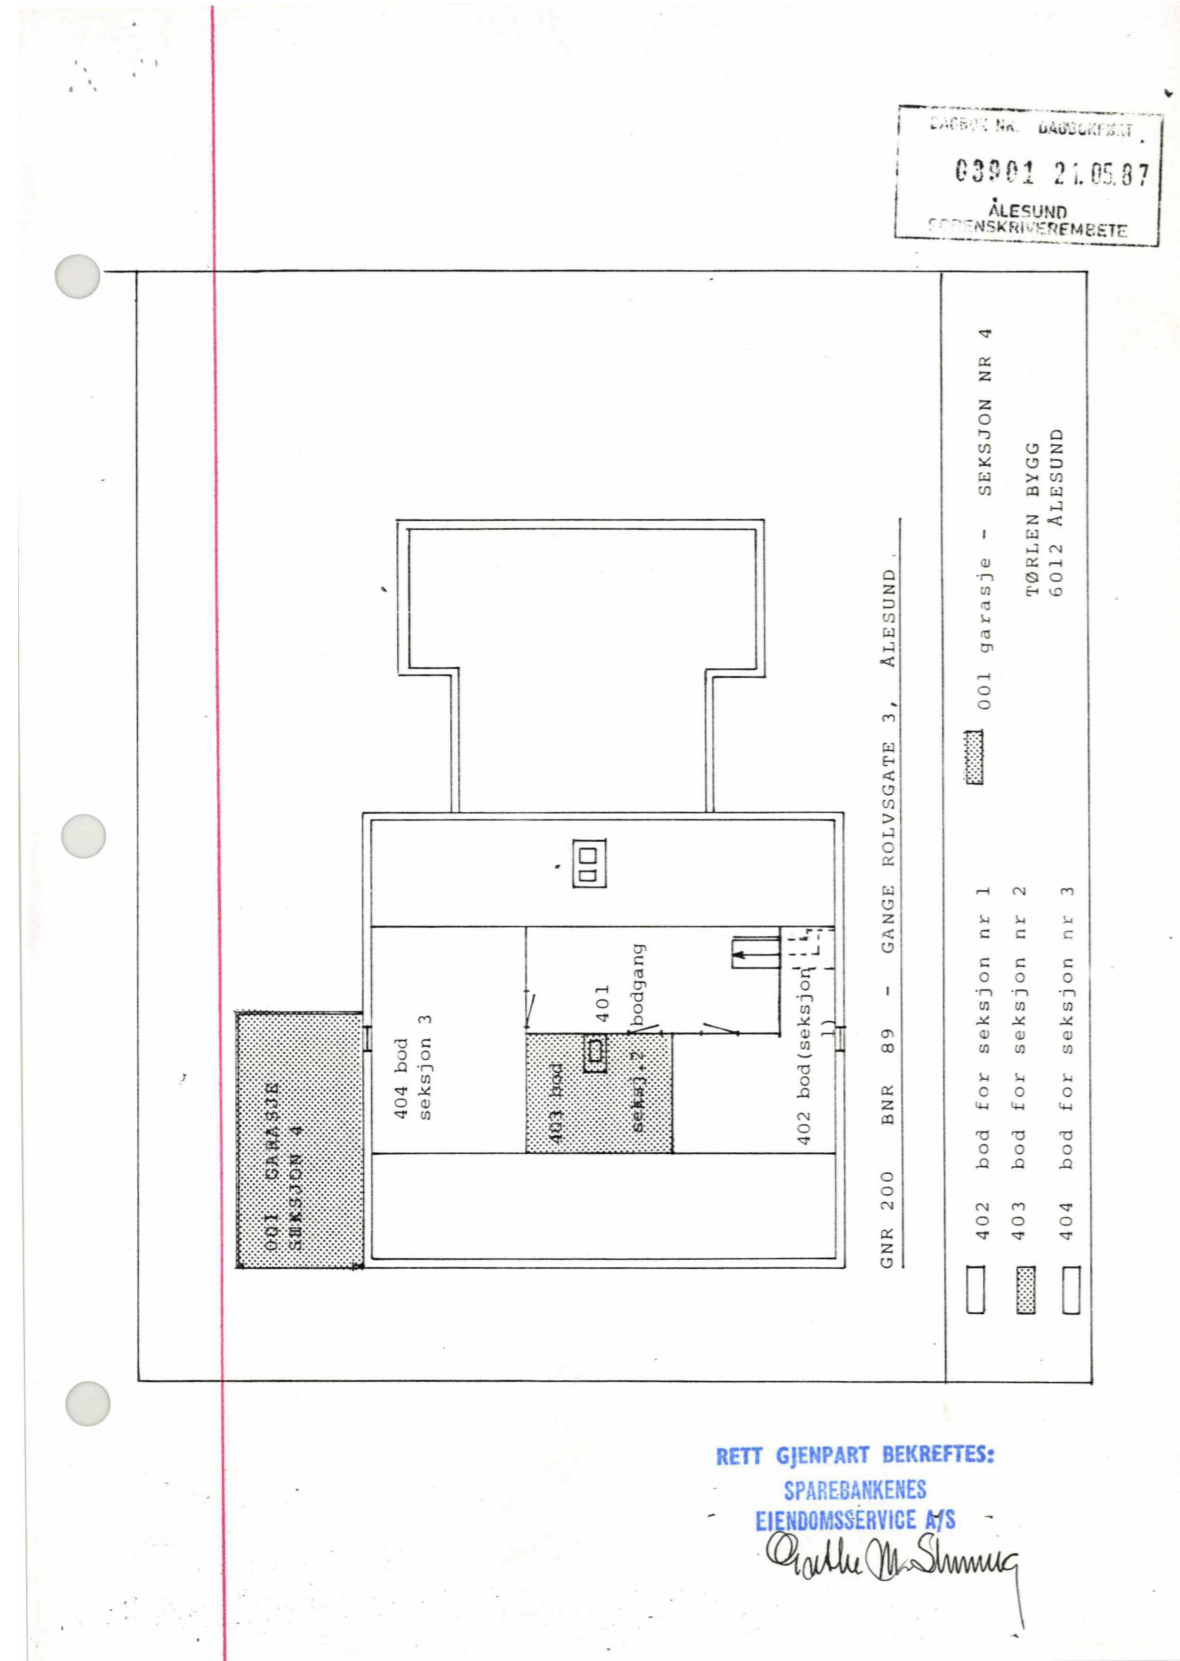 DAGBOK NR. DAGBOKFØRT
03901 21.05.87
ÅLESUND
SORENSKRIVEREMBETE
001 GARASJE
SEKSJON 4
404 bod
seksjon 3
403 bod
seksj.2
401
bodgang
402 bod(seksjon
1)
GNR 200 BNR 89 - GANGE ROLVSGATE 3, ÅLESUND.
402 bod for seksjon nr 1
403 bod for seksjon nr 2
404 bod for seksjon nr 3
001 garasje - SEKSJON NR 4
TØRLEN BYGG
6012 ÅLESUND
RETT GJENPART BEKREFTES:
SPAREBANKENES
EIENDOMSSERVICE A/S